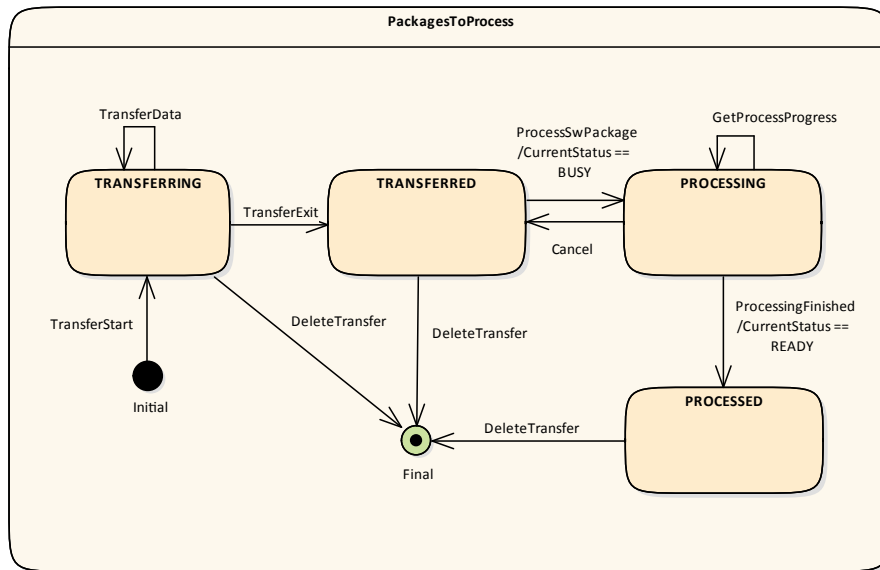 PackagesToProcess
TransferData
GetProcessProgress
ProcessSwPackage
/CurrentStatus ==
BUSY
TRANSFERRING
TRANSFERRED
PROCESSING
TransferExit
Cancel
TransferStart
DeleteTransfer
DeleteTransfer
ProcessingFinished
/CurrentStatus ==
READY
Initial
PROCESSED
DeleteTransfer
Final